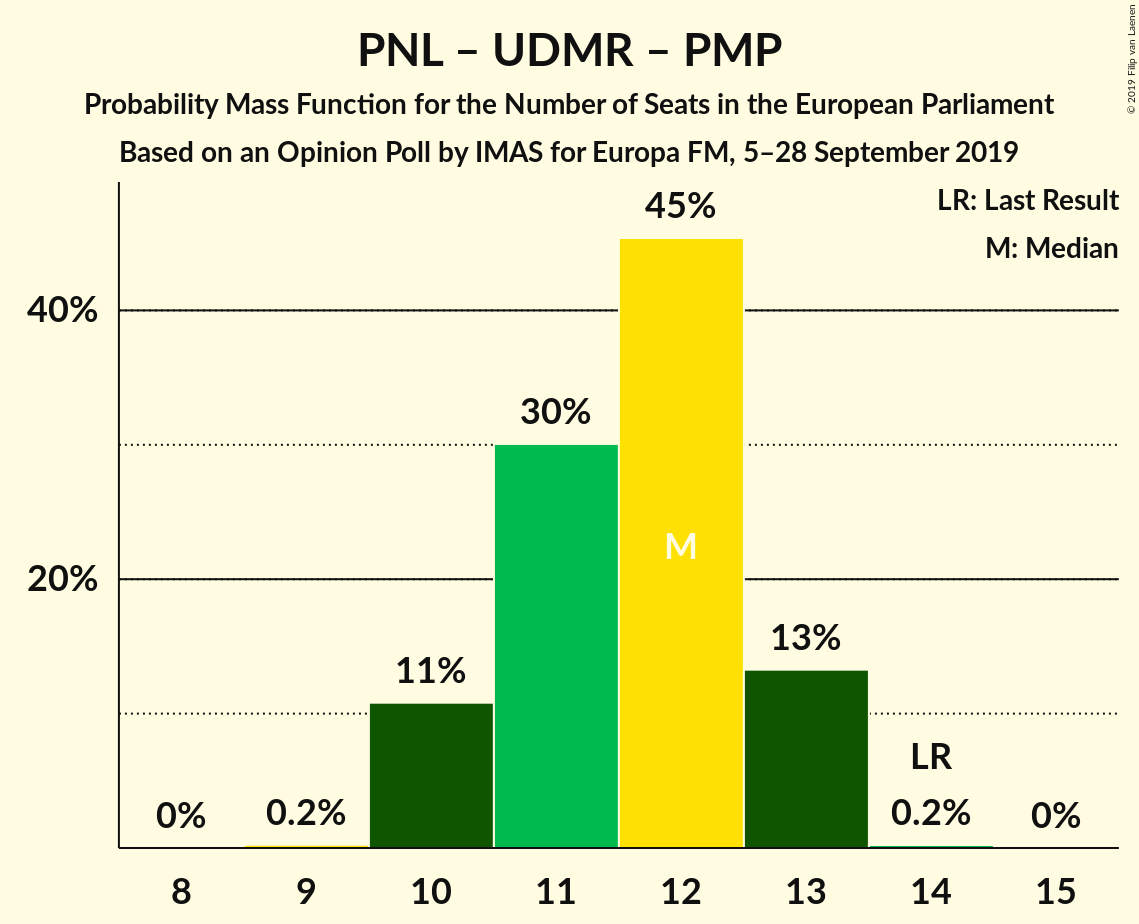 PNL – UDMR – PMP
Probability Mass Function for the Number of Seats in the European Parliament
Based on an Opinion Poll by IMAS for Europa FM, 5–28 September 2019
© 2019 Filip van Laenen
LR: Last Result
M: Median
45%
40%
30%
M
20%
13%
11%
LR
0%
0.2%
0.2%
0%
8 9 10 11 12 13 14 15